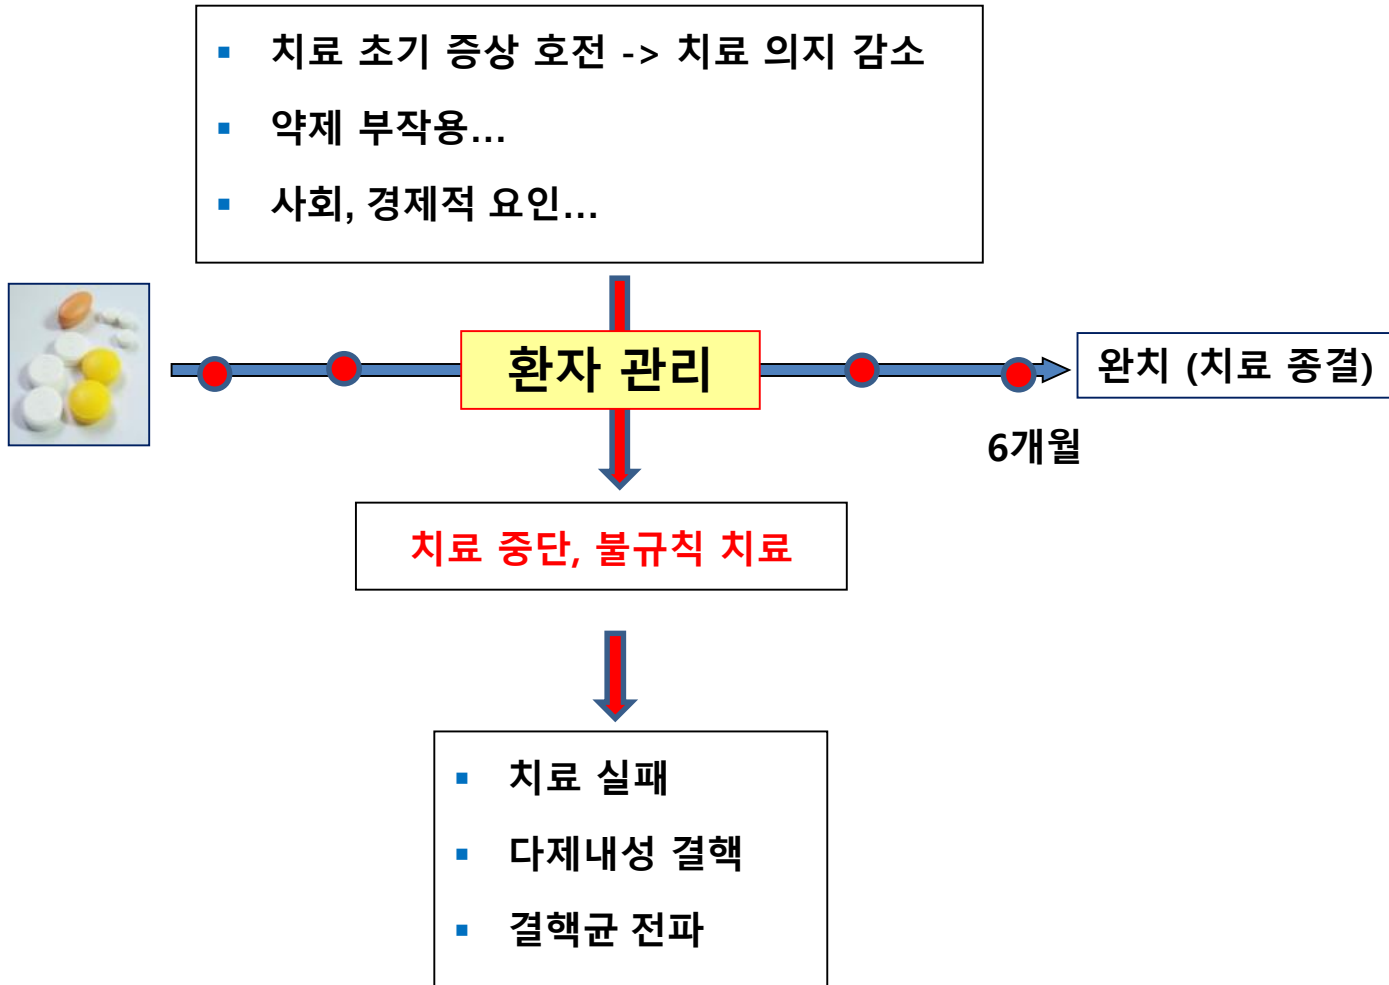 치료 초기 증상 호전 -> 치료 의지 감소
약제 부작용...
사회, 경제적 요인...
환자 관리
완치 (치료 종결)
6개월
치료 중단, 불규칙 치료
치료 실패
다제내성 결핵
결핵균 전파